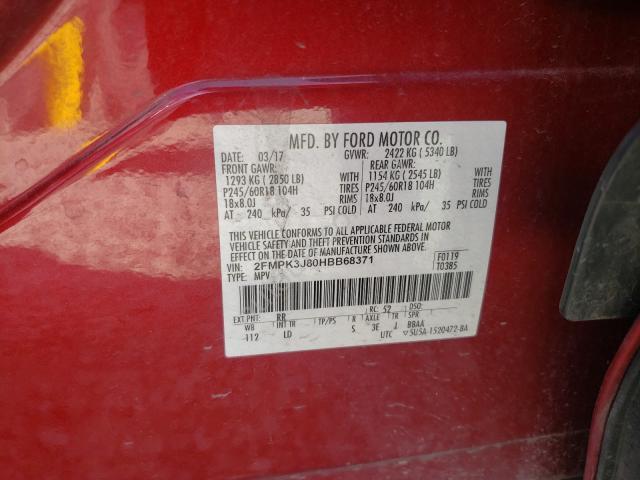 MFD. BY FORD MOTOR CO.
DATE: 03/17 GVWR: 2422 KG ( 5340 LB)
FRONT GAWR: REAR GAWR:
1293 KG ( 2850 LB) WITH 1154 KG ( 2545 LB) WITH
P245/60R18 104H TIRES P245/60R18 104H TIRES
18x8.0J RIMS 18x8.0J RIMS
AT 240 kPa/ 35 PSI COLD AT 240 kPa/ 35 PSI COLD
THIS VEHICLE CONFORMS TO ALL APPLICABLE FEDERAL MOTOR
VEHICLE SAFETY AND THEFT PREVENTION STANDARDS IN
EFFECT ON THE DATE OF MANUFACTURE SHOWN ABOVE.
VIN: 2FMPK3J80HBB68371 F0119
TYPE: MPV T0385
EXT PNT: RR RC: 52 DSO:
WB INT TR TP/PS R AXLE TR SPR
112 LD S 3E J BBAA
UTC ▽5U5A-1520472-BA